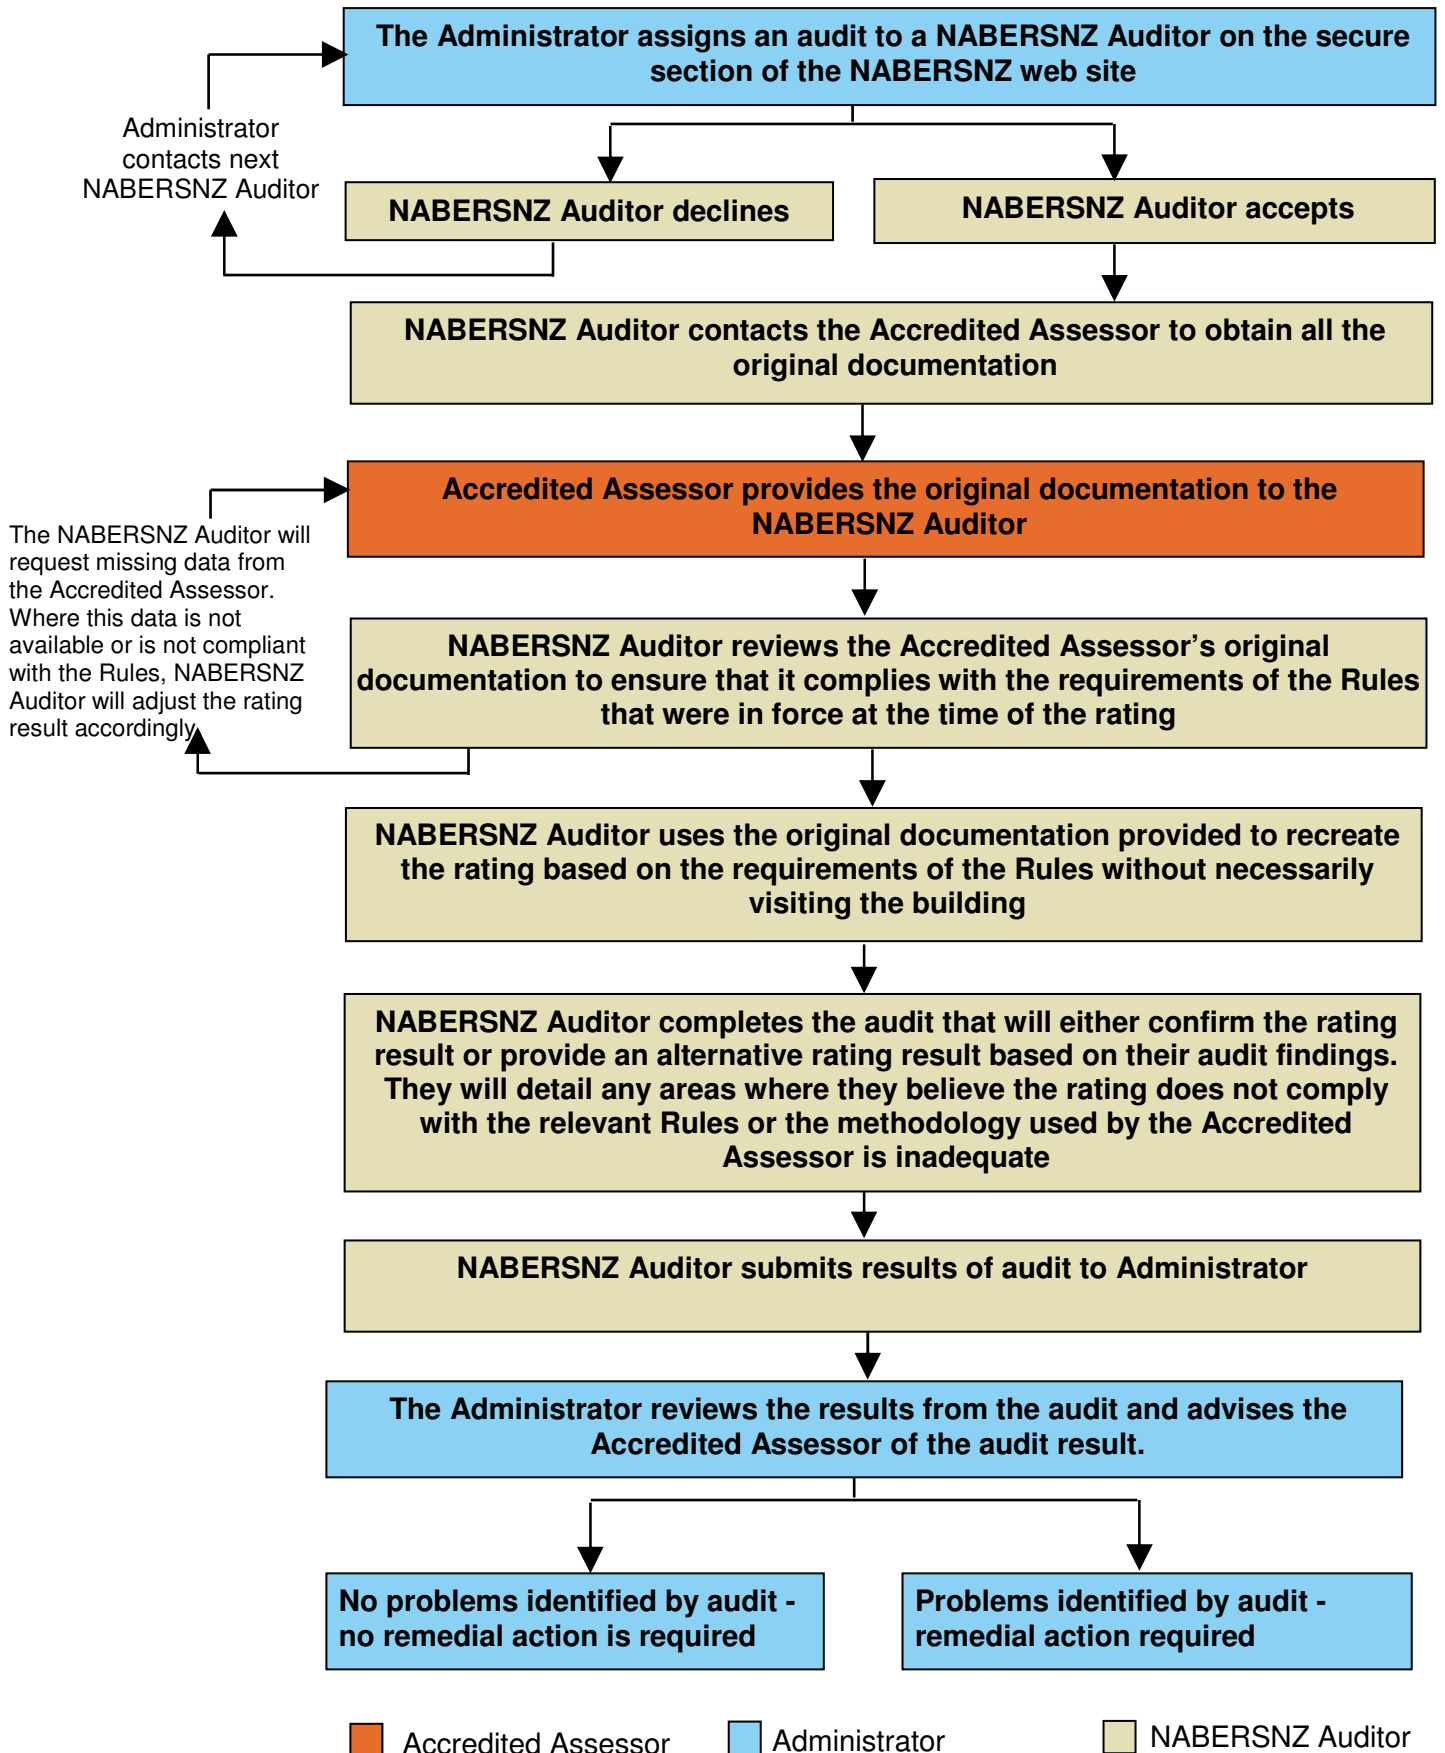 The Administrator assigns an audit to a NABERSNZ Auditor on the secure
section of the NABERSNZ web site
Administrator
contacts next
NABERSNZ Auditor
NABERSNZ Auditor declines
NABERSNZ Auditor accepts
NABERSNZ Auditor contacts the Accredited Assessor to obtain all the
original documentation
Accredited Assessor provides the original documentation to the
NABERSNZ Auditor
The NABERSNZ Auditor will
request missing data from
the Accredited Assessor.
Where this data is not
available or is not compliant
with the Rules, NABERSNZ
Auditor will adjust the rating
result accordingly
NABERSNZ Auditor reviews the Accredited Assessor’s original
documentation to ensure that it complies with the requirements of the Rules
that were in force at the time of the rating
NABERSNZ Auditor uses the original documentation provided to recreate
the rating based on the requirements of the Rules without necessarily
visiting the building
NABERSNZ Auditor completes the audit that will either confirm the rating
result or provide an alternative rating result based on their audit findings.
They will detail any areas where they believe the rating does not comply
with the relevant Rules or the methodology used by the Accredited
Assessor is inadequate
NABERSNZ Auditor submits results of audit to Administrator
The Administrator reviews the results from the audit and advises the
Accredited Assessor of the audit result.
No problems identified by audit -
no remedial action is required
Problems identified by audit -
remedial action required
Accredited Assessor
Administrator
NABERSNZ Auditor